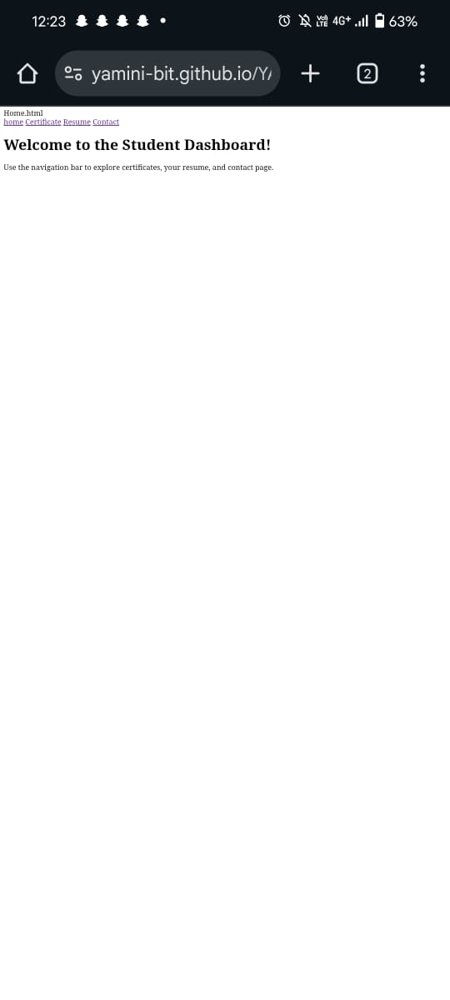 12:23 Vo) LTE 4G+ 63%
yamini-bit.github.io/Y/ 2
Home.html
home Certificate Resume Contact
Welcome to the Student Dashboard!
Use the navigation bar to explore certificates, your resume, and contact page.